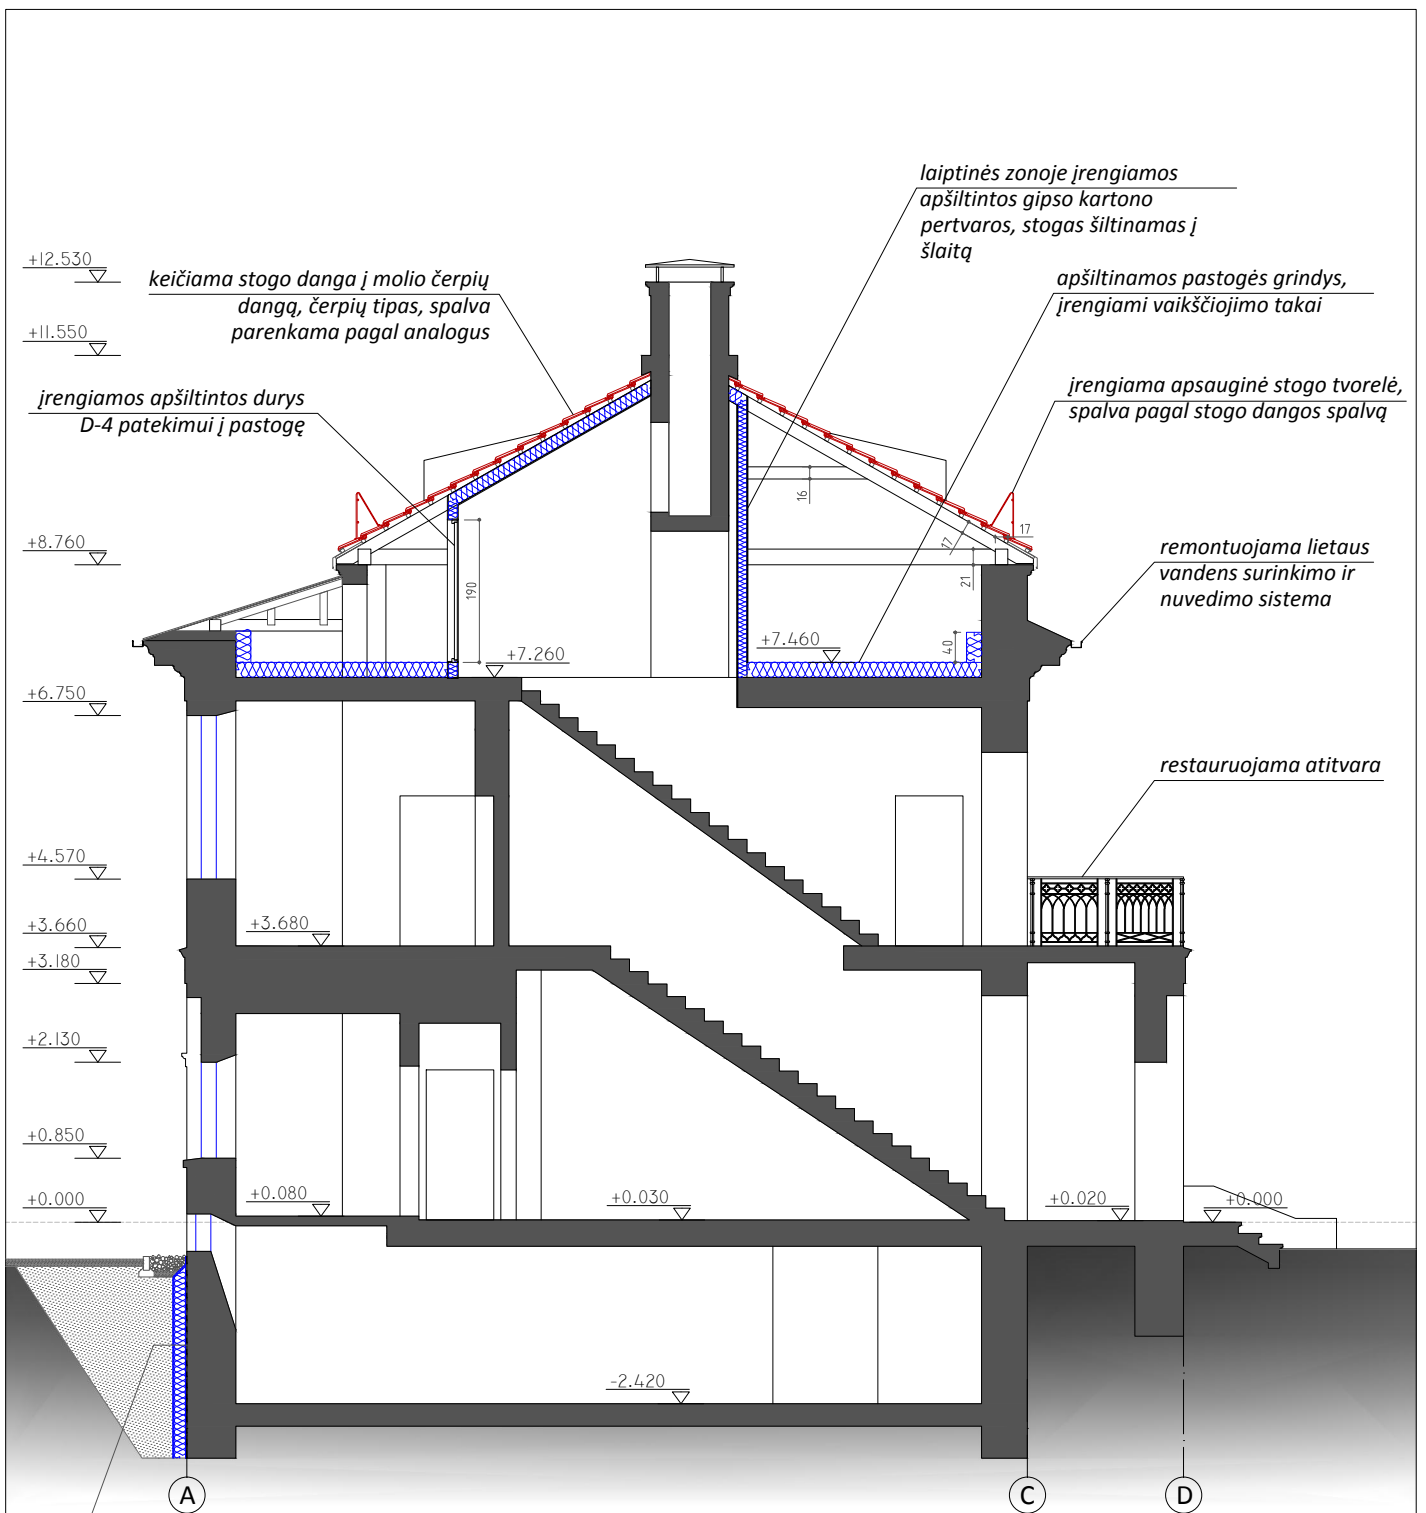 laiptinės zonoje įrengiamos
apšiltintos gipso kartono
pertvaros, stogas šiltinamas į
šlaitą
+12.530
keičiama stogo danga į molio čerpių
dangą, čerpių tipas, spalva
parenkama pagal analogus
apšiltinamos pastogės grindys,
įrengiami vaikščiojimo takai
+11.550
įrengiamos apšiltintos durys
D-4 patekimui į pastogę
įrengiama apsauginė stogo tvorelė,
spalva pagal stogo dangos spalvą
16
17
17
+8.760
21
remontuojama lietaus
vandens surinkimo ir
nuvedimo sistema
190
40
+7.460
+7.260
+6.750
restauruojama atitvara
+4.570
+3.680
+3.660
+3.180
+2.130
+0.850
+0.000
+0.080
+0.030
+0.020
+0.000
-2.420
A
C
D